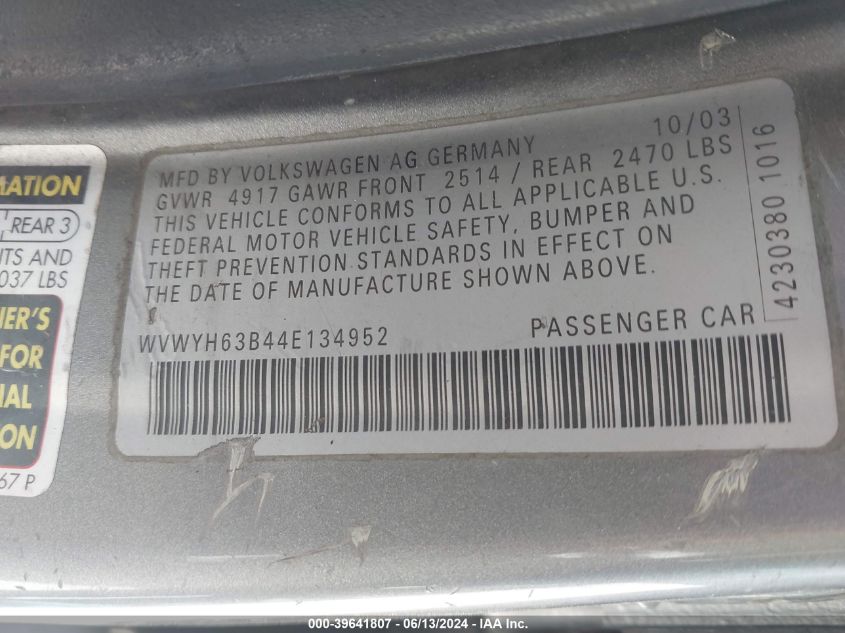 MFD BY VOLKSWAGEN AG GERMANY 10/03
GVWR 4917 GAWR FRONT 2514 / REAR 2470 LBS
THIS VEHICLE CONFORMS TO ALL APPLICABLE U.S.
FEDERAL MOTOR VEHICLE SAFETY, BUMPER AND
THEFT PREVENTION STANDARDS IN EFFECT ON
THE DATE OF MANUFACTURE SHOWN ABOVE.
WVWYH63B44E134952 PASSENGER CAR
4230380 1016
MATION
REAR 3
ITS AND
037 LBS
ER'S
FOR
NAL
ON
67 P
000-39641807 - 06/13/2024 - IAA Inc.